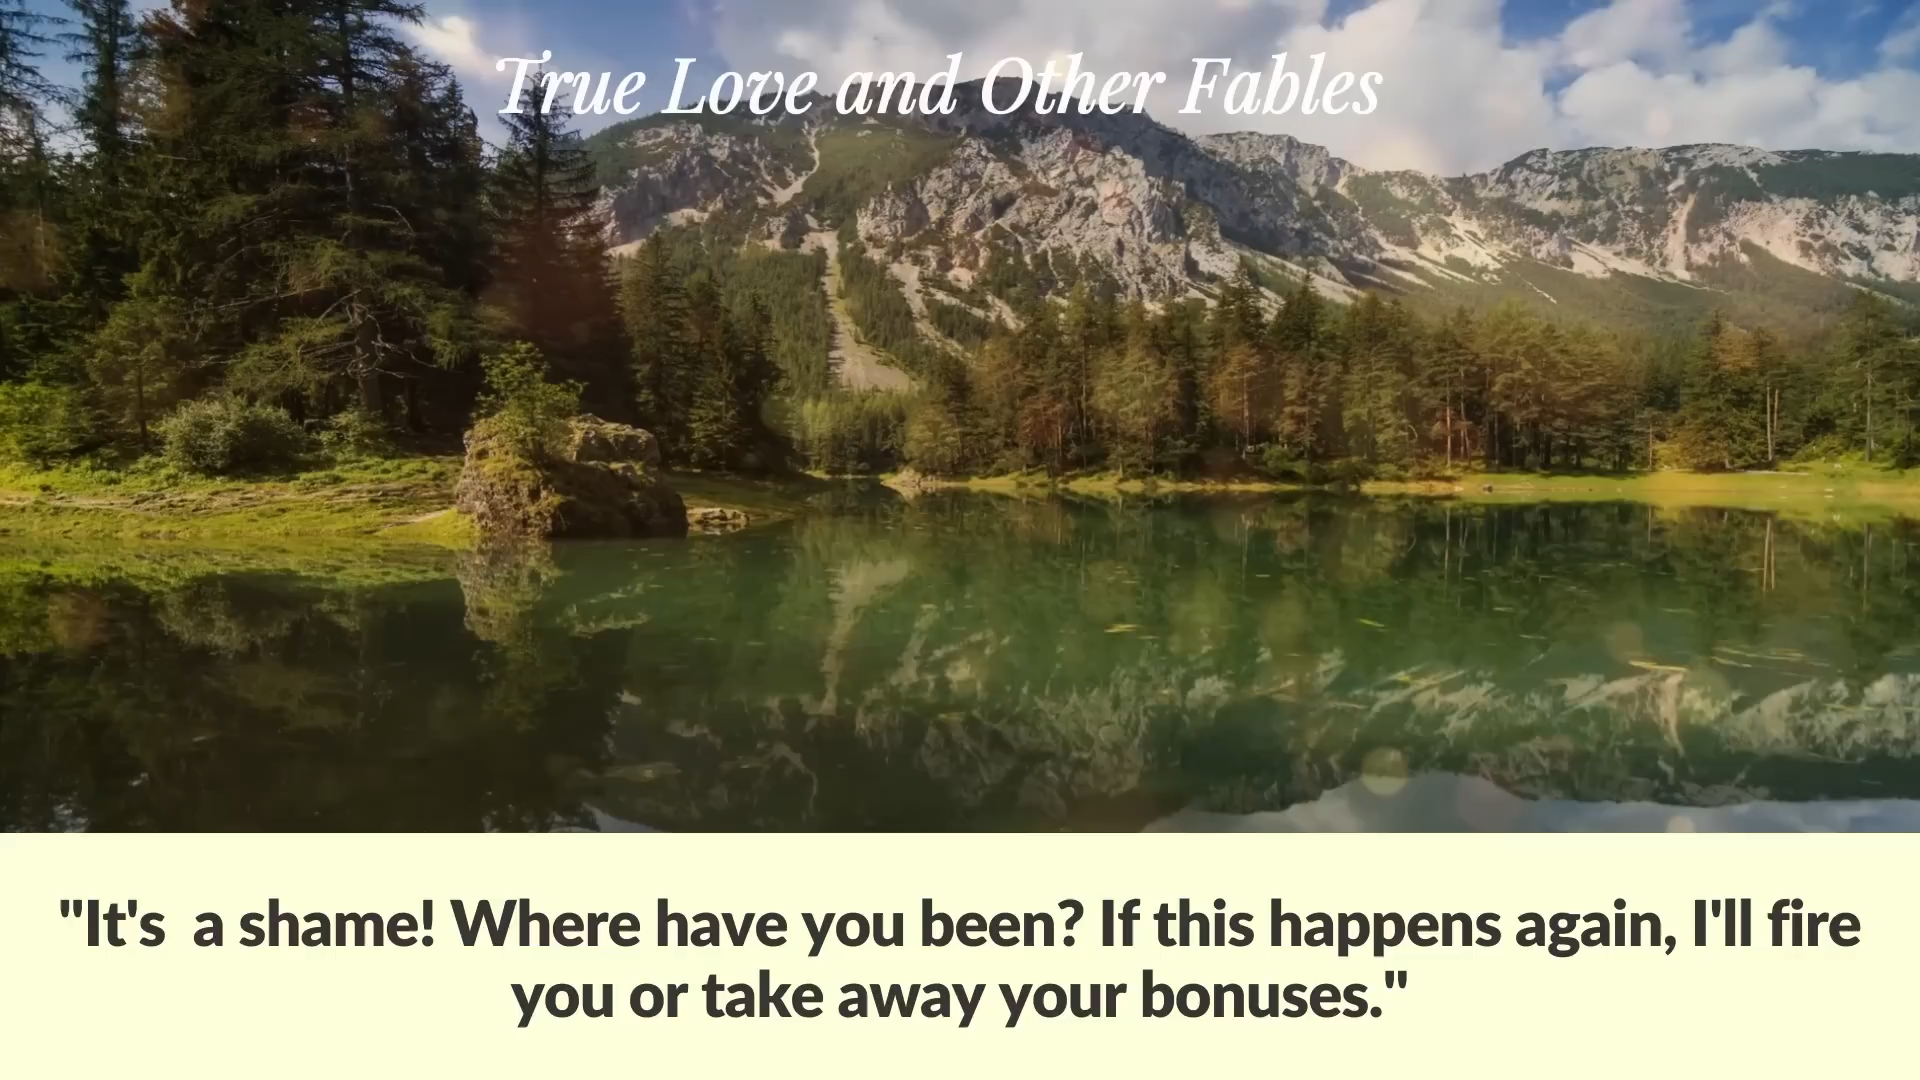 True Love and Other Fables
"It's  a shame! Where have you been? If this happens again, I'll fire
you or take away your bonuses."